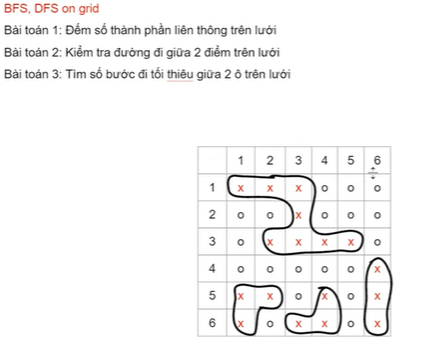 BFS, DFS on grid
Bài toán 1: Đếm số thành phần liên thông trên lưới
Bài toán 2: Kiểm tra đường đi giữa 2 điểm trên lưới
Bài toán 3: Tìm số bước đi tối thiêu giữa 2 ô trên lưới
1 2 3 4 5 6
1 x x x o o o
2 o o x o o o
3 o x x x x o
4 o o o o o x
5 x x o x o x
6 x o x x o x